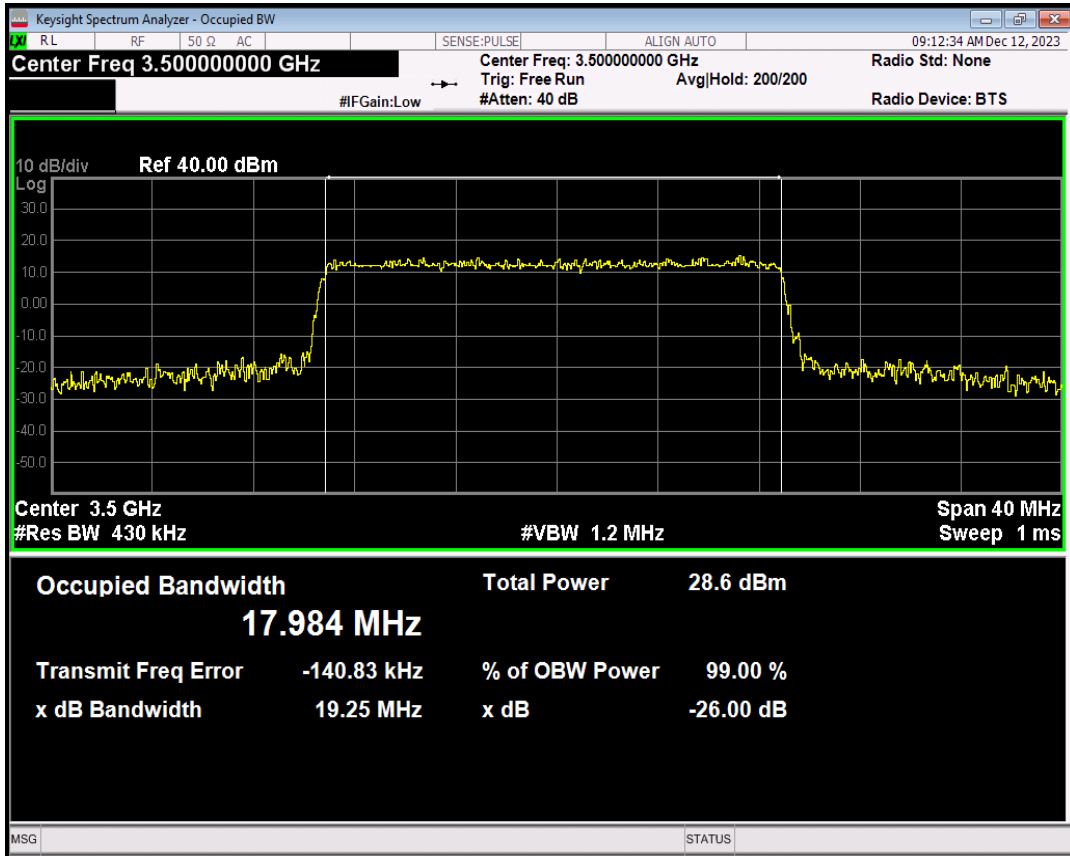 Keysight Spectrum Analyzer - Occupied BW
LXI RL RF 50 Ω AC SENSE:PULSE ALIGN AUTO 09:12:34 AM Dec 12, 2023
Center Freq 3.500000000 GHz Center Freq: 3.500000000 GHz Radio Std: None
Trig: Free Run Avg|Hold: 200/200
#IFGain:Low #Atten: 40 dB Radio Device: BTS
10 dB/div Ref 40.00 dBm
Log
30.0
20.0
10.0
0.00
-10.0
-20.0
-30.0
-40.0
-50.0
Center 3.5 GHz Span 40 MHz
#Res BW 430 kHz #VBW 1.2 MHz Sweep 1 ms
Occupied Bandwidth Total Power 28.6 dBm
17.984 MHz
Transmit Freq Error -140.83 kHz % of OBW Power 99.00 %
x dB Bandwidth 19.25 MHz x dB -26.00 dB
MSG STATUS